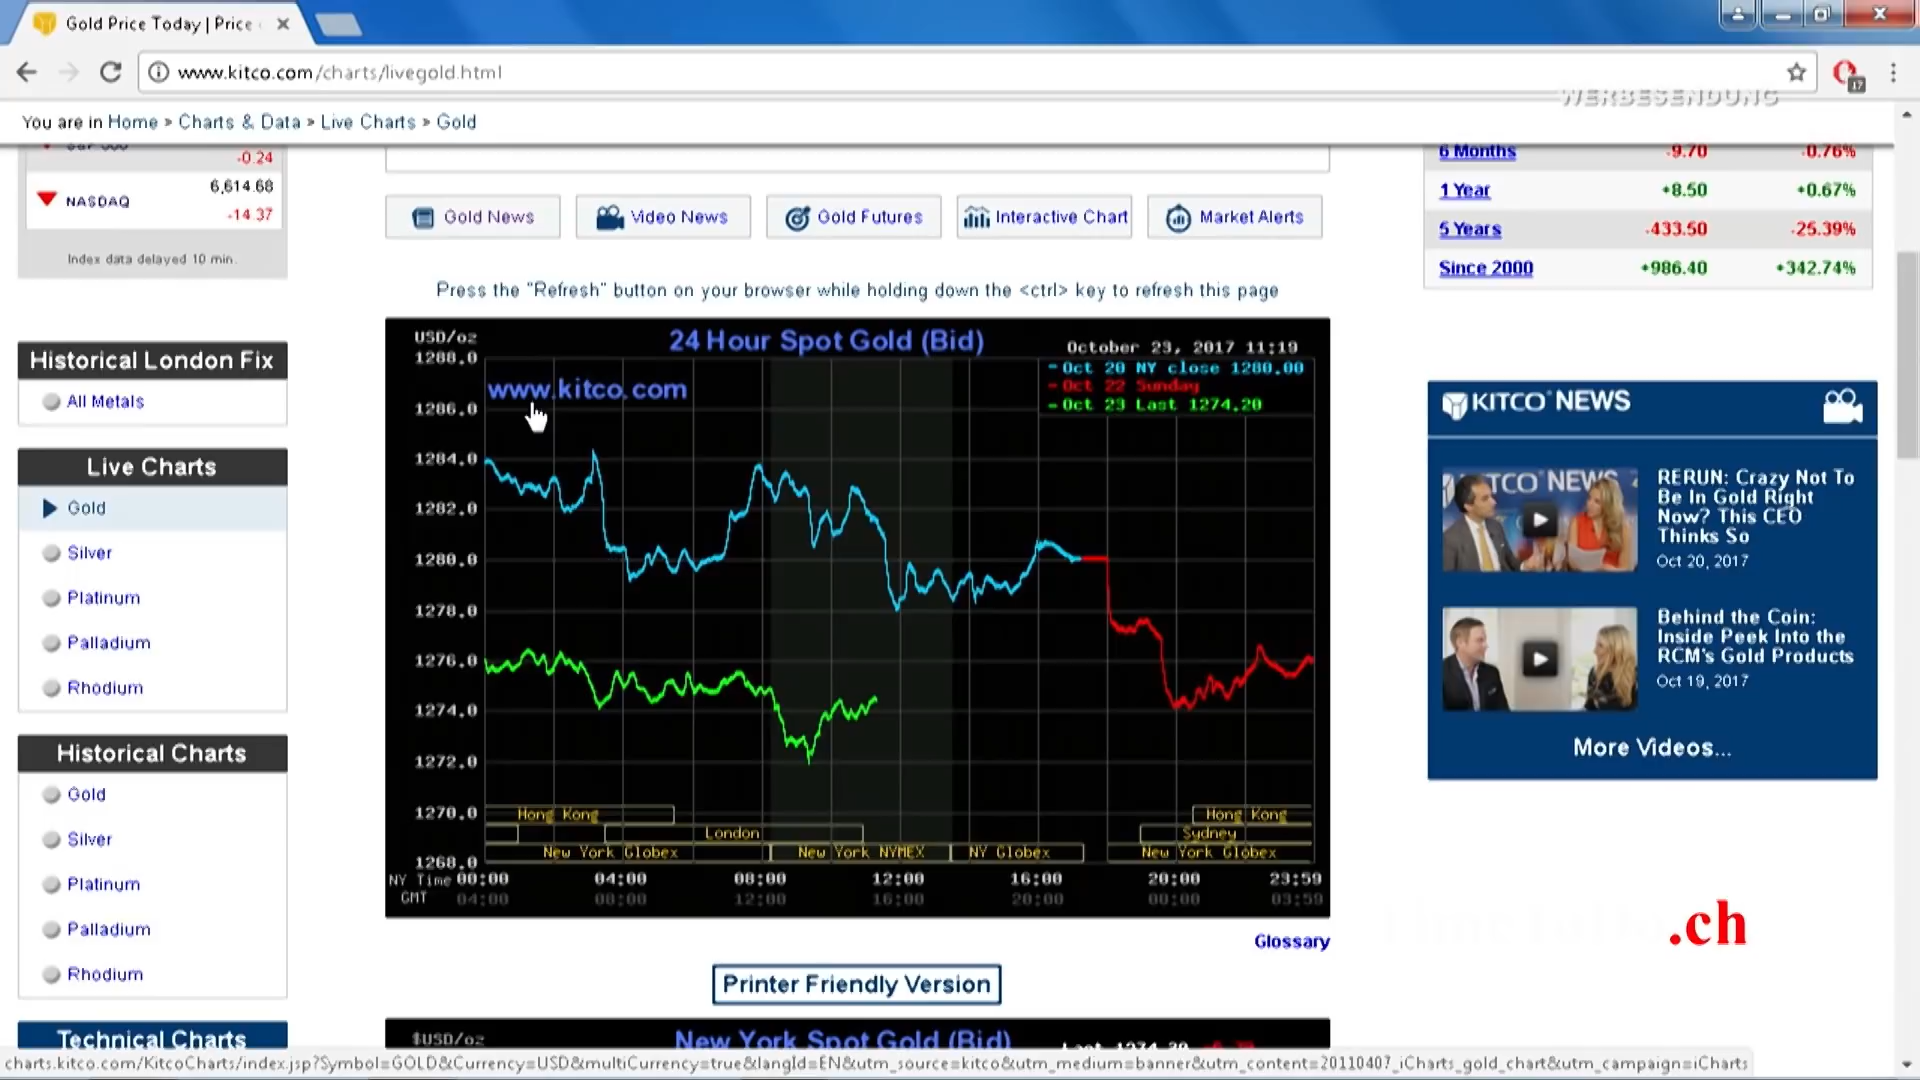 Gold Price Today | Price
www.kitco.com/charts/livegold.html
17
WERBESENDUNG
You are in Home » Charts & Data » Live Charts » Gold
-0.24
NASDAQ 6,614.68
-14.37
Index data delayed 10 min.
Gold News
Video News
Gold Futures
Interactive Chart
Market Alerts
6 Months -9.70 -0.76%
1 Year +8.50 +0.67%
5 Years -433.50 -25.39%
Since 2000 +986.40 +342.74%
Press the "Refresh" button on your browser while holding down the <ctrl> key to refresh this page
Historical London Fix
All Metals
Live Charts
Gold
Silver
Platinum
Palladium
Rhodium
Historical Charts
Gold
Silver
Platinum
Palladium
Rhodium
Technical Charts
USD/oz
24 Hour Spot Gold (Bid)
October 23, 2017 11:19
www.kitco.com
Oct 20 NY close 1280.00
Oct 22 Sunday
Oct 23 Last 1274.20
1288.0
1286.0
1284.0
1282.0
1280.0
1278.0
1276.0
1274.0
1272.0
1270.0
1268.0
Hong Kong Hong Kong
London Sydney
New York Globex New York NYMEX NY Globex New York Globex
NY Time 00:00 04:00 08:00 12:00 16:00 20:00 23:59
GMT 04:00 08:00 12:00 16:00 20:00 00:00 03:59
Glossary
Printer Friendly Version
$USD/oz New York Spot Gold (Bid)
KITCO NEWS
KITCO NEWS
RERUN: Crazy Not To
Be In Gold Right
Now? This CEO
Thinks So
Oct 20, 2017
Behind the Coin:
Inside Peek Into the
RCM's Gold Products
Oct 19, 2017
More Videos...
.ch
charts.kitco.com/KitcoCharts/index.jsp?Symbol=GOLD&Currency=USD&multiCurrency=true&langId=EN&utm_source=kitco&utm_medium=banner&utm_content=20110407_iCharts_gold_chart&utm_campaign=iCharts